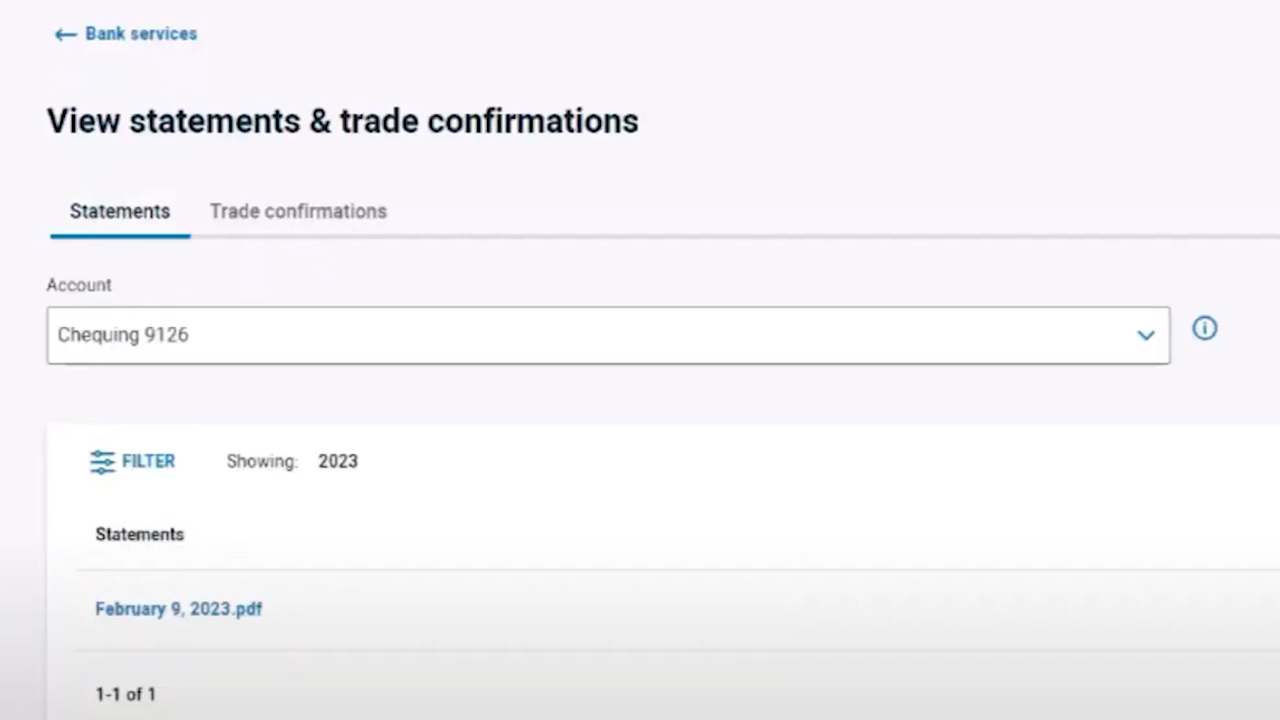 Bank services
View statements & trade confirmations
Statements Trade confirmations
Account
Chequing 9126
FILTER Showing: 2023
Statements
February 9, 2023.pdf
1-1 of 1